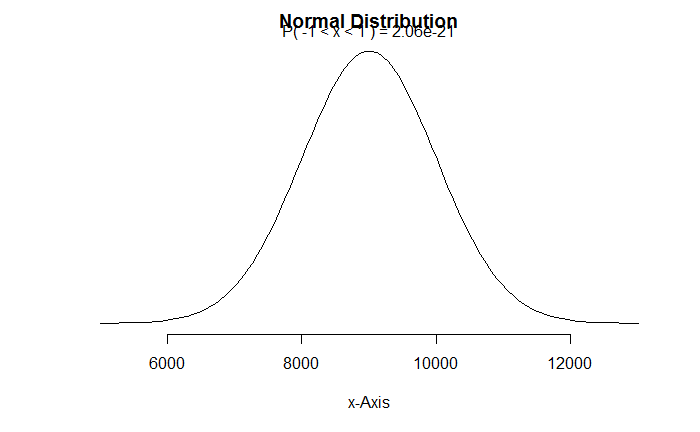 Normal Distribution
P( -1 < x < 1 ) = 2.06e-21
6000 8000 10000 12000
x-Axis